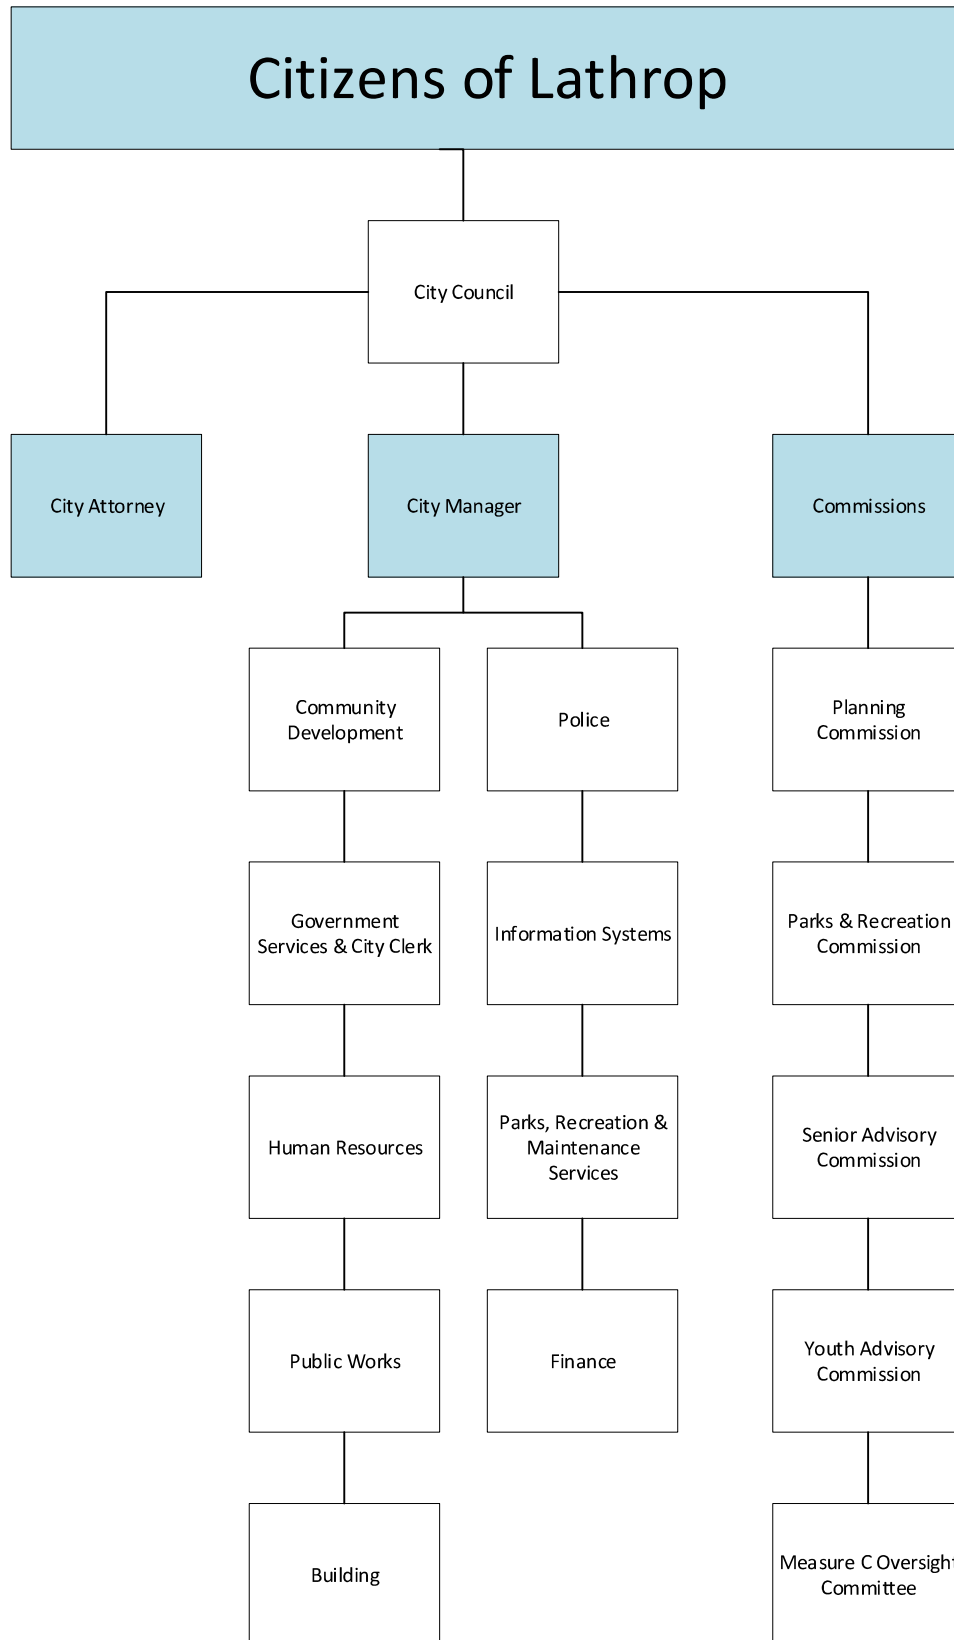 Citizens of Lathrop
City Council
City Attorney
City Manager
Commissions
Community
Development
Police
Planning
Commission
Government
Services & City Clerk
Information Systems
Parks & Recreation
Commission
Human Resources
Parks, Recreation &
Maintenance
Services
Senior Advisory
Commission
Public Works
Finance
Youth Advisory
Commission
Building
Measure C Oversight
Committee